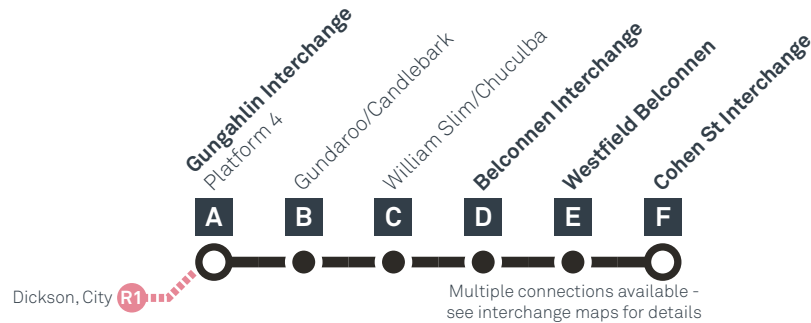 Gungahlin Interchange
Platform 4
Gundaroo/Candlebark
William Slim/Chuculba
Belconnen Interchange
Westfield Belconnen
Cohen St Interchange
A B C D E F
Dickson, City R1
Multiple connections available -
see interchange maps for details